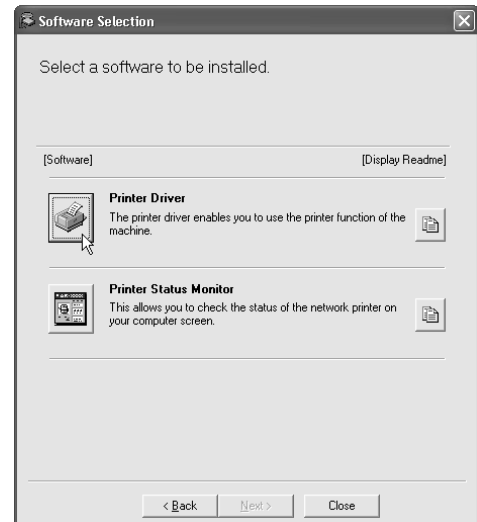 Software Selection
Select a software to be installed.
[Software] [Display Readme]
Printer Driver
The printer driver enables you to use the printer function of the
machine.
Printer Status Monitor
This allows you to check the status of the network printer on
your computer screen.
< Back Next > Close